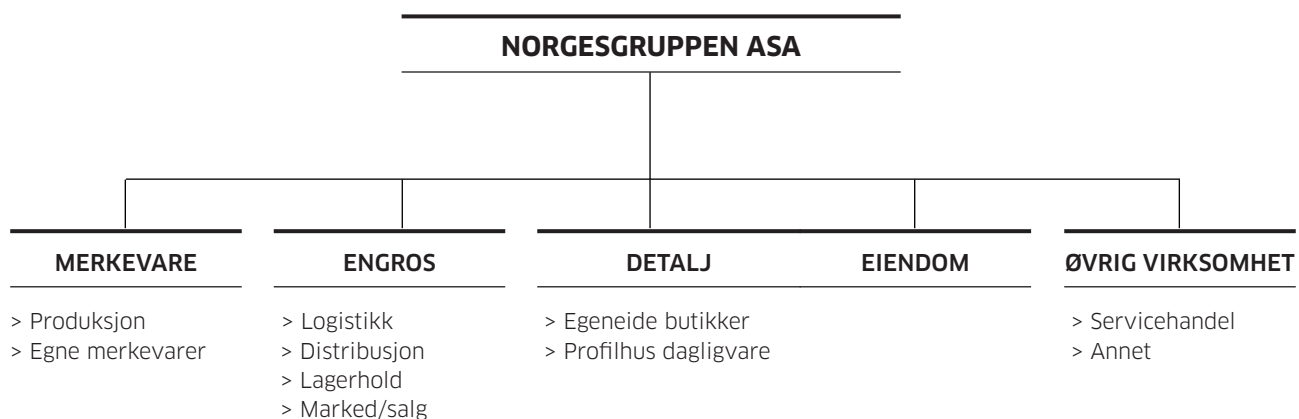 NORGESGRUPPEN ASA
MERKEVARE
> Produksjon
> Egne merkevarer
ENGROS
> Logistikk
> Distribusjon
> Lagerhold
> Marked/salg
DETALJ
> Egeneide butikker
> Profilhus dagligvare
EIENDOM
ØVRIG VIRKSOMHET
> Servicehandel
> Annet